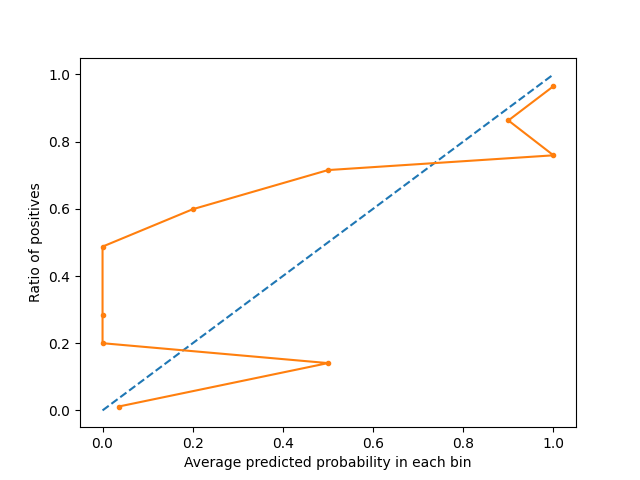 1.0
0.8
0.6
0.4
0.2
0.0
Ratio of positives
0.0 0.2 0.4 0.6 0.8 1.0
Average predicted probability in each bin